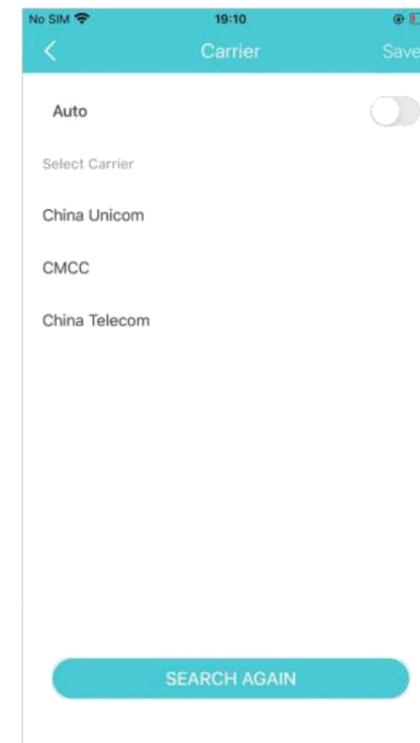 No SIM 19:10
Carrier Save
Auto
Select Carrier
China Unicom
CMCC
China Telecom
SEARCH AGAIN